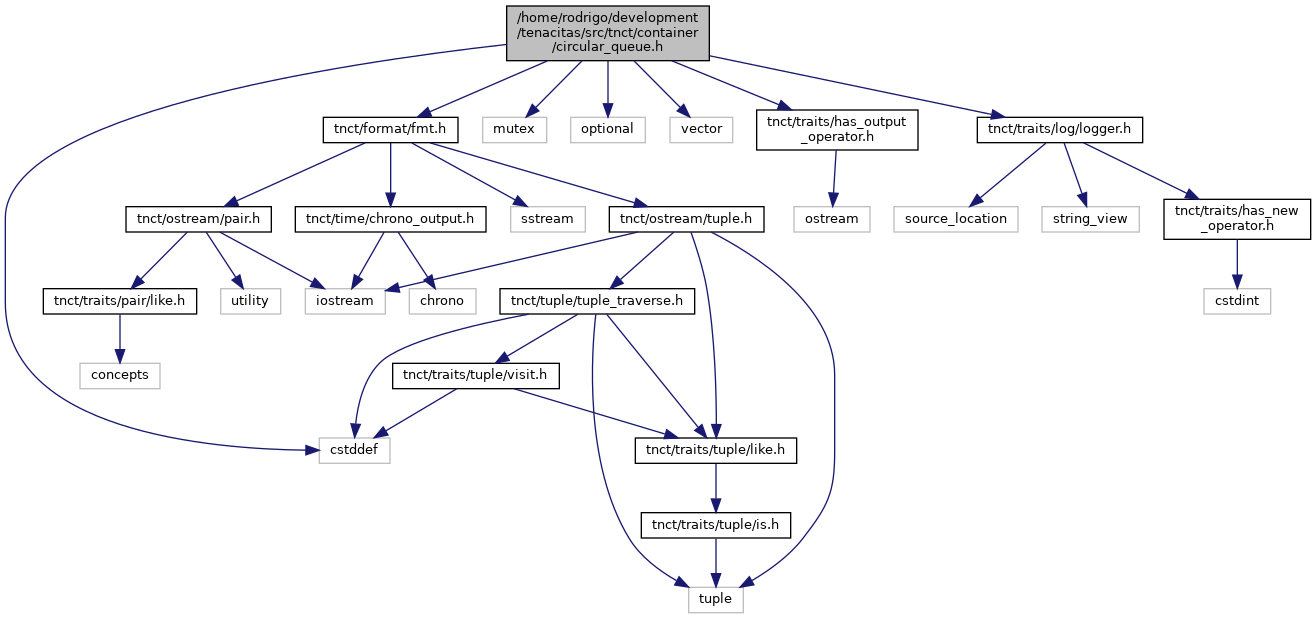 /home/rodrigo/development
/tenacitas/src/tnct/container
/circular_queue.h
tnct/format/fmt.h
mutex
optional
vector
tnct/traits/has_output
_operator.h
tnct/traits/log/logger.h
tnct/ostream/pair.h
tnct/time/chrono_output.h
sstream
tnct/ostream/tuple.h
ostream
source_location
string_view
tnct/traits/has_new
_operator.h
tnct/traits/pair/like.h
utility
iostream
chrono
tnct/tuple/tuple_traverse.h
cstdint
concepts
tnct/traits/tuple/visit.h
cstddef
tnct/traits/tuple/like.h
tnct/traits/tuple/is.h
tuple